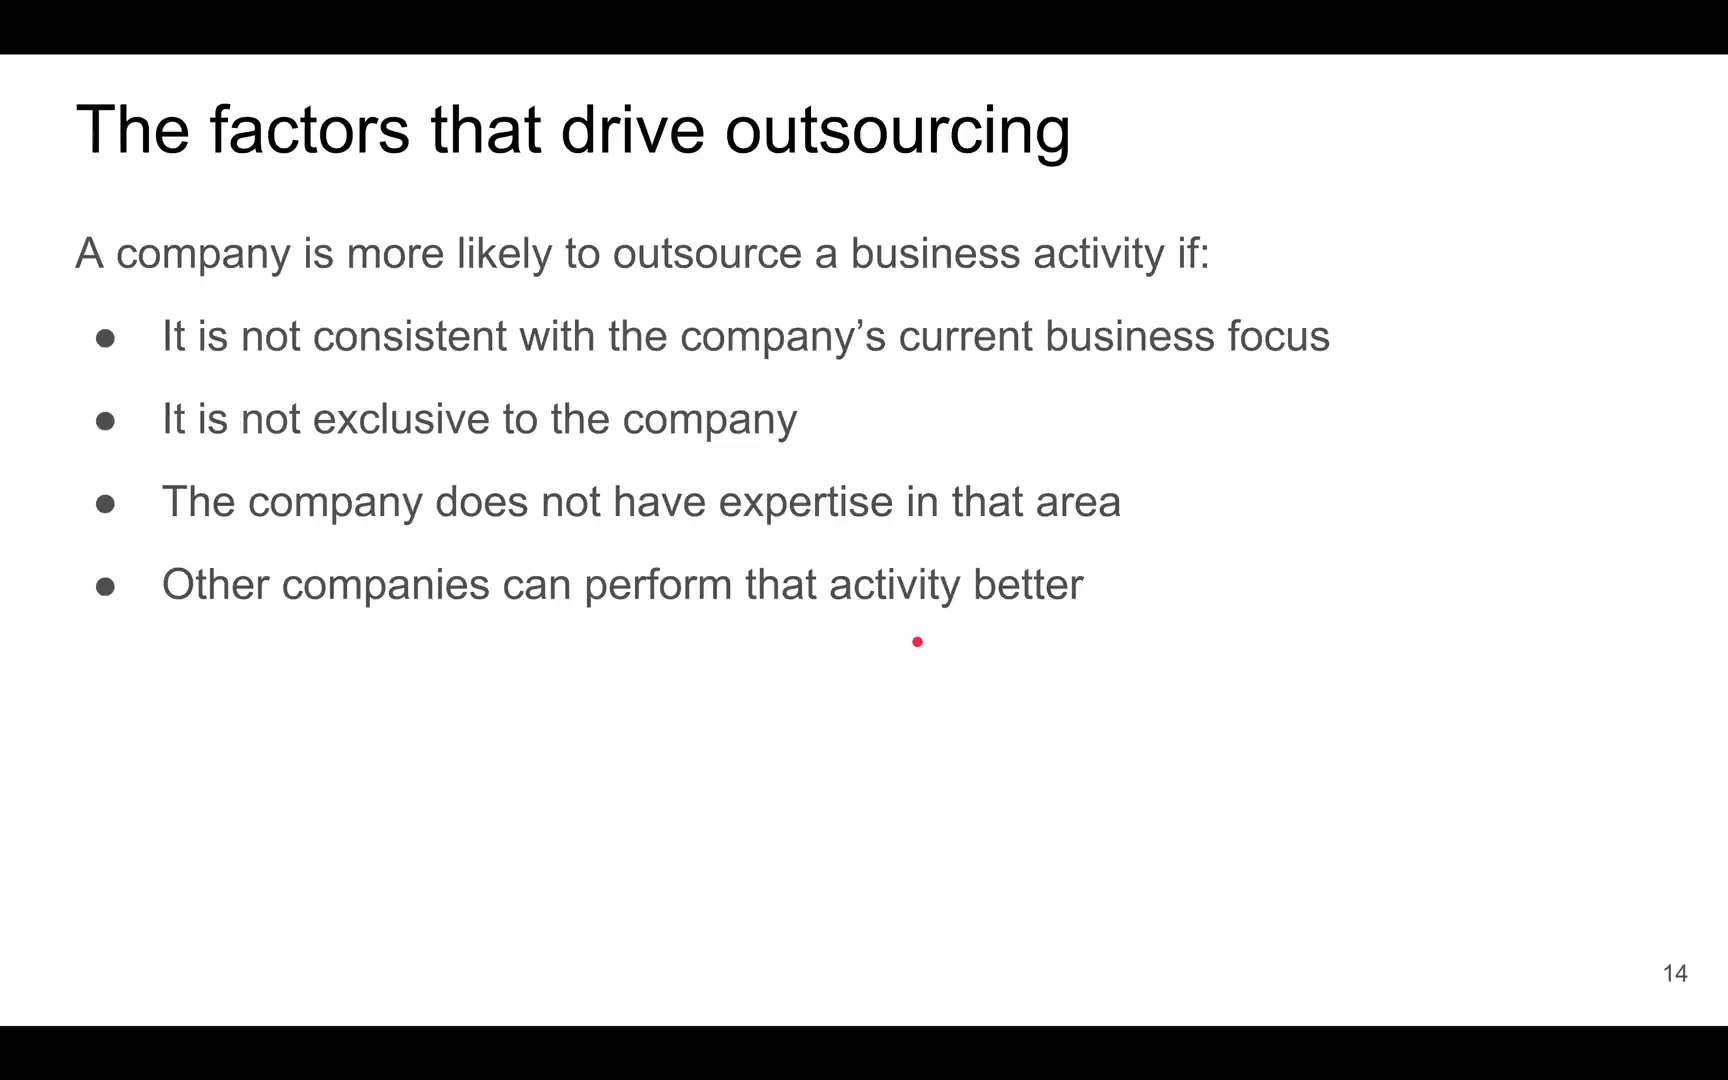 The factors that drive outsourcing
A company is more likely to outsource a business activity if:
● It is not consistent with the company’s current business focus
● It is not exclusive to the company
● The company does not have expertise in that area
● Other companies can perform that activity better
14